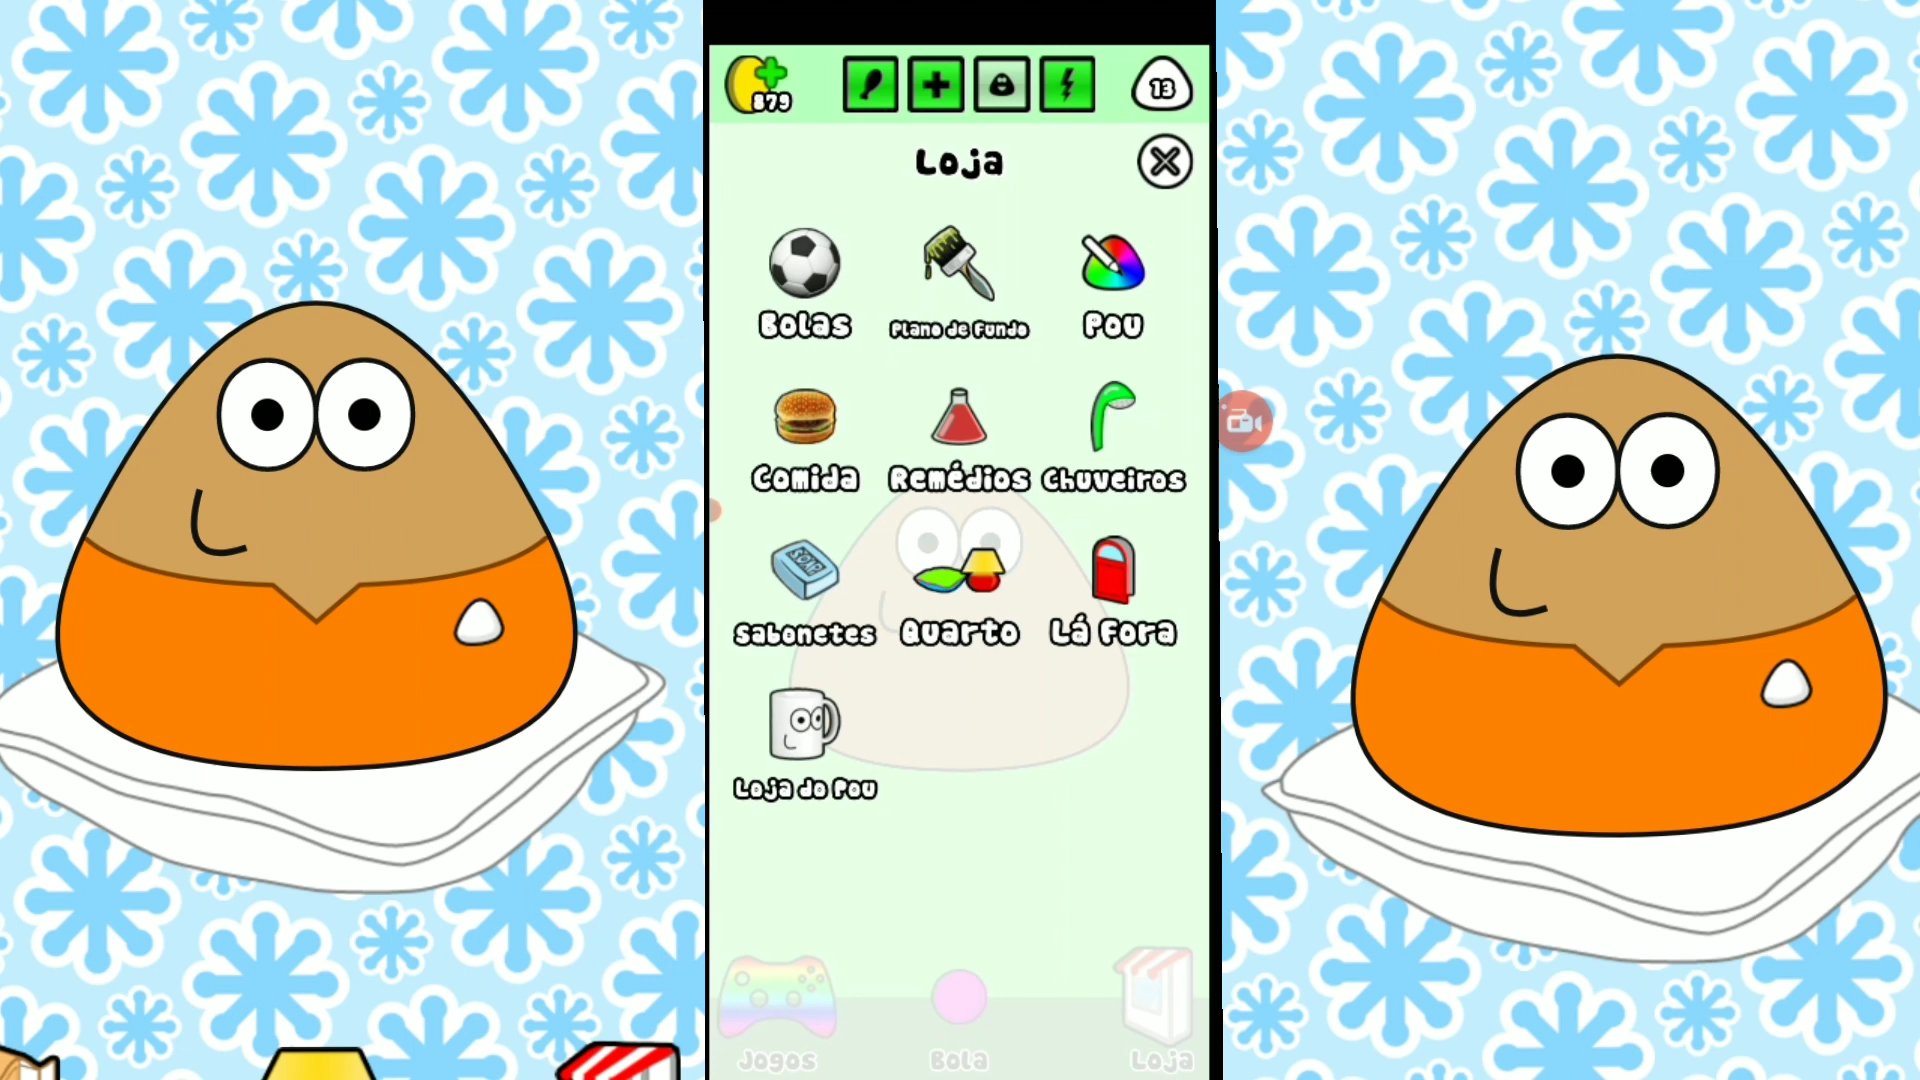 879
13
Loja
Bolas
Plano de Fundo
Pou
Comida
Remédios
Chuveiros
SOAP
Sabonetes
Quarto
Lá Fora
Loja do Pou
Jogos
Bola
Loja